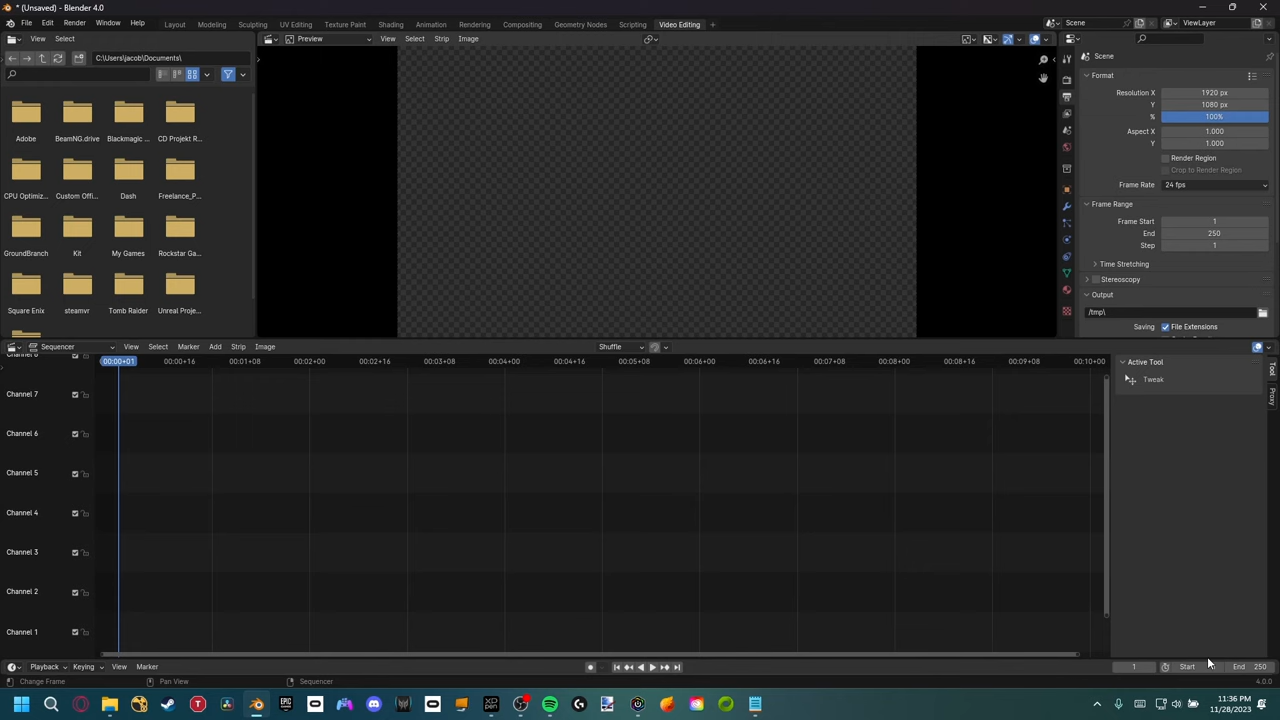 * (Unsaved) - Blender 4.0
File Edit Render Window Help Layout Modeling Sculpting UV Editing Texture Paint Shading Animation Rendering Compositing Geometry Nodes Scripting Video Editing + Scene ViewLayer
View Select Preview View Select Strip Image
C:\Users\jacob\Documents\ Scene
Format
Adobe BeamNG.drive Blackmagic ... CD Projekt R...
CPU Optimiz... Custom Offi... Dash Freelance_P...
GroundBranch Kit My Games Rockstar Ga...
Square Enix steamvr Tomb Raider Unreal Proje...
Resolution X 1920 px
Y 1080 px
% 100%
Aspect X 1.000
Y 1.000
Render Region
Crop to Render Region
Frame Rate 24 fps
Frame Range
Frame Start 1
End 250
Step 1
Time Stretching
Stereoscopy
Output
/tmp\
Saving File Extensions
Sequencer View Select Marker Add Strip Image Shuffle
00:00+01 00:00+16 00:01+08 00:02+00 00:02+16 00:03+08 00:04+00 00:04+16 00:05+08 00:06+00 00:06+16 00:07+08 00:08+00 00:08+16 00:09+08 00:10+00
Active Tool
Tweak
Tool
Proxy
Channel 8
Channel 7
Channel 6
Channel 5
Channel 4
Channel 3
Channel 2
Channel 1
Playback Keying View Marker 1 Start End 250
Change Frame Pan View Sequencer 4.0.0
11:36 PM
11/28/2023